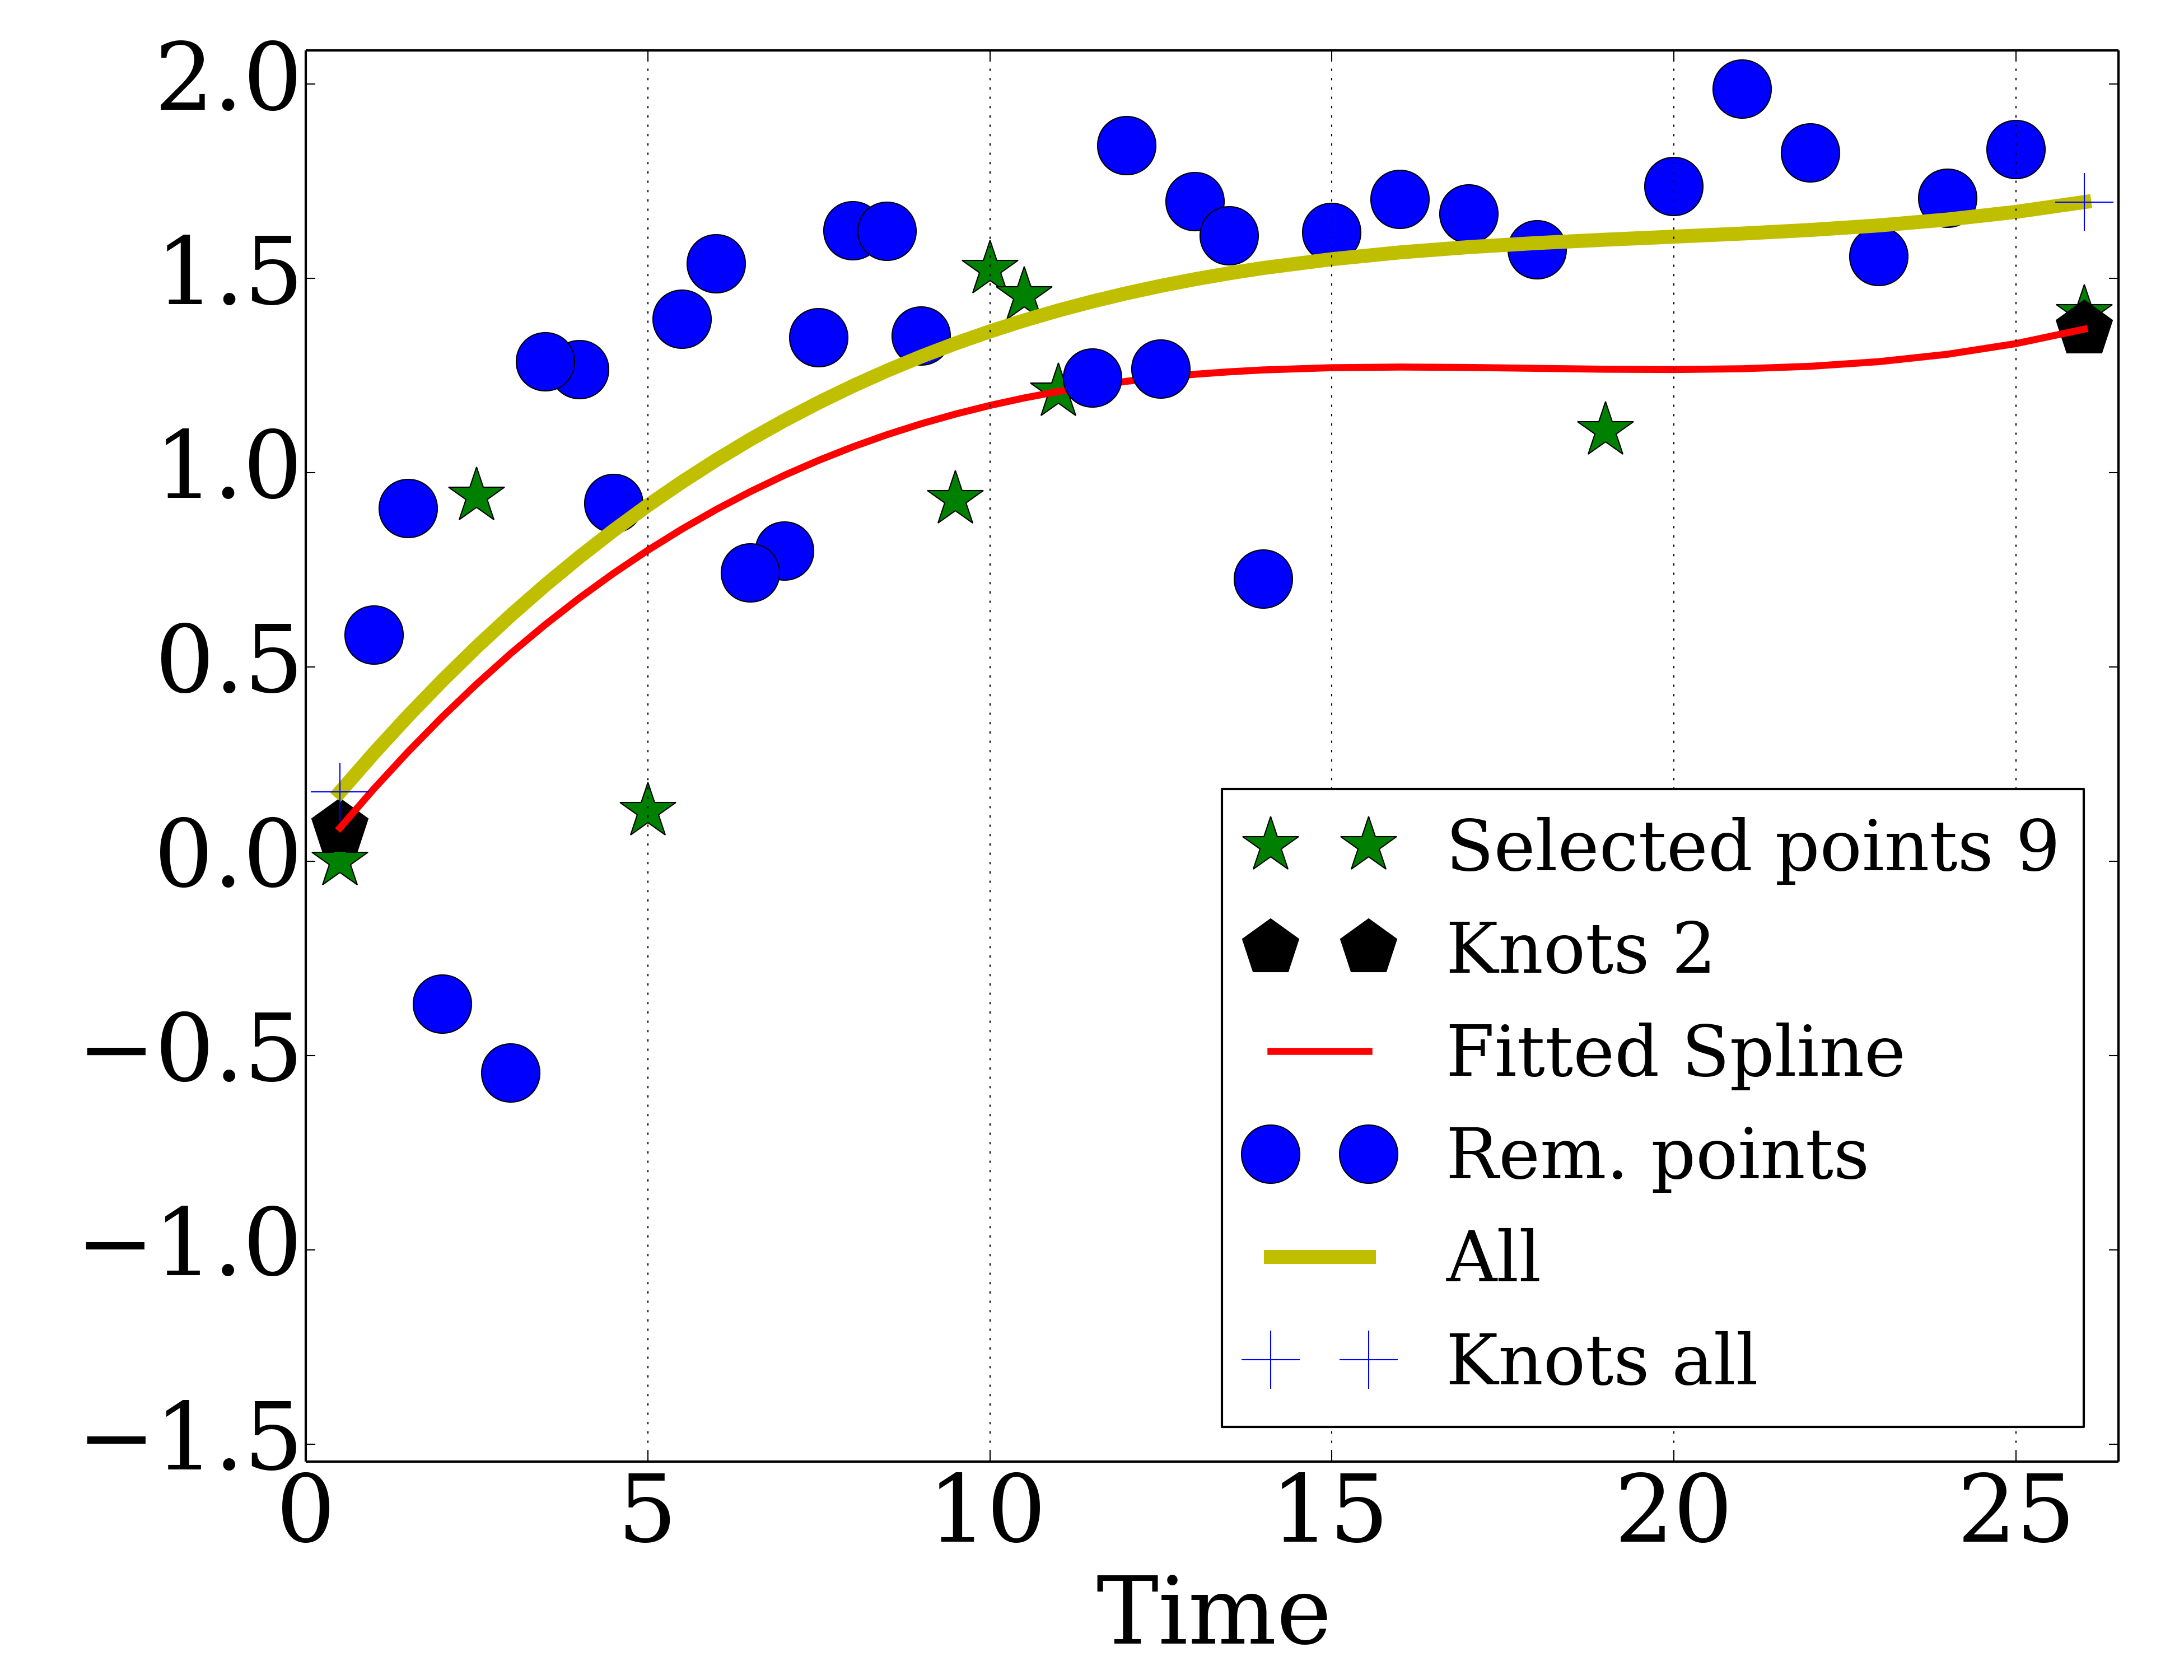 2.0
1.5
1.0
0.5
0.0
−0.5
−1.0
−1.5
0 5 10 15 20 25
Time
Selected points 9
Knots 2
Fitted Spline
Rem. points
All
Knots all